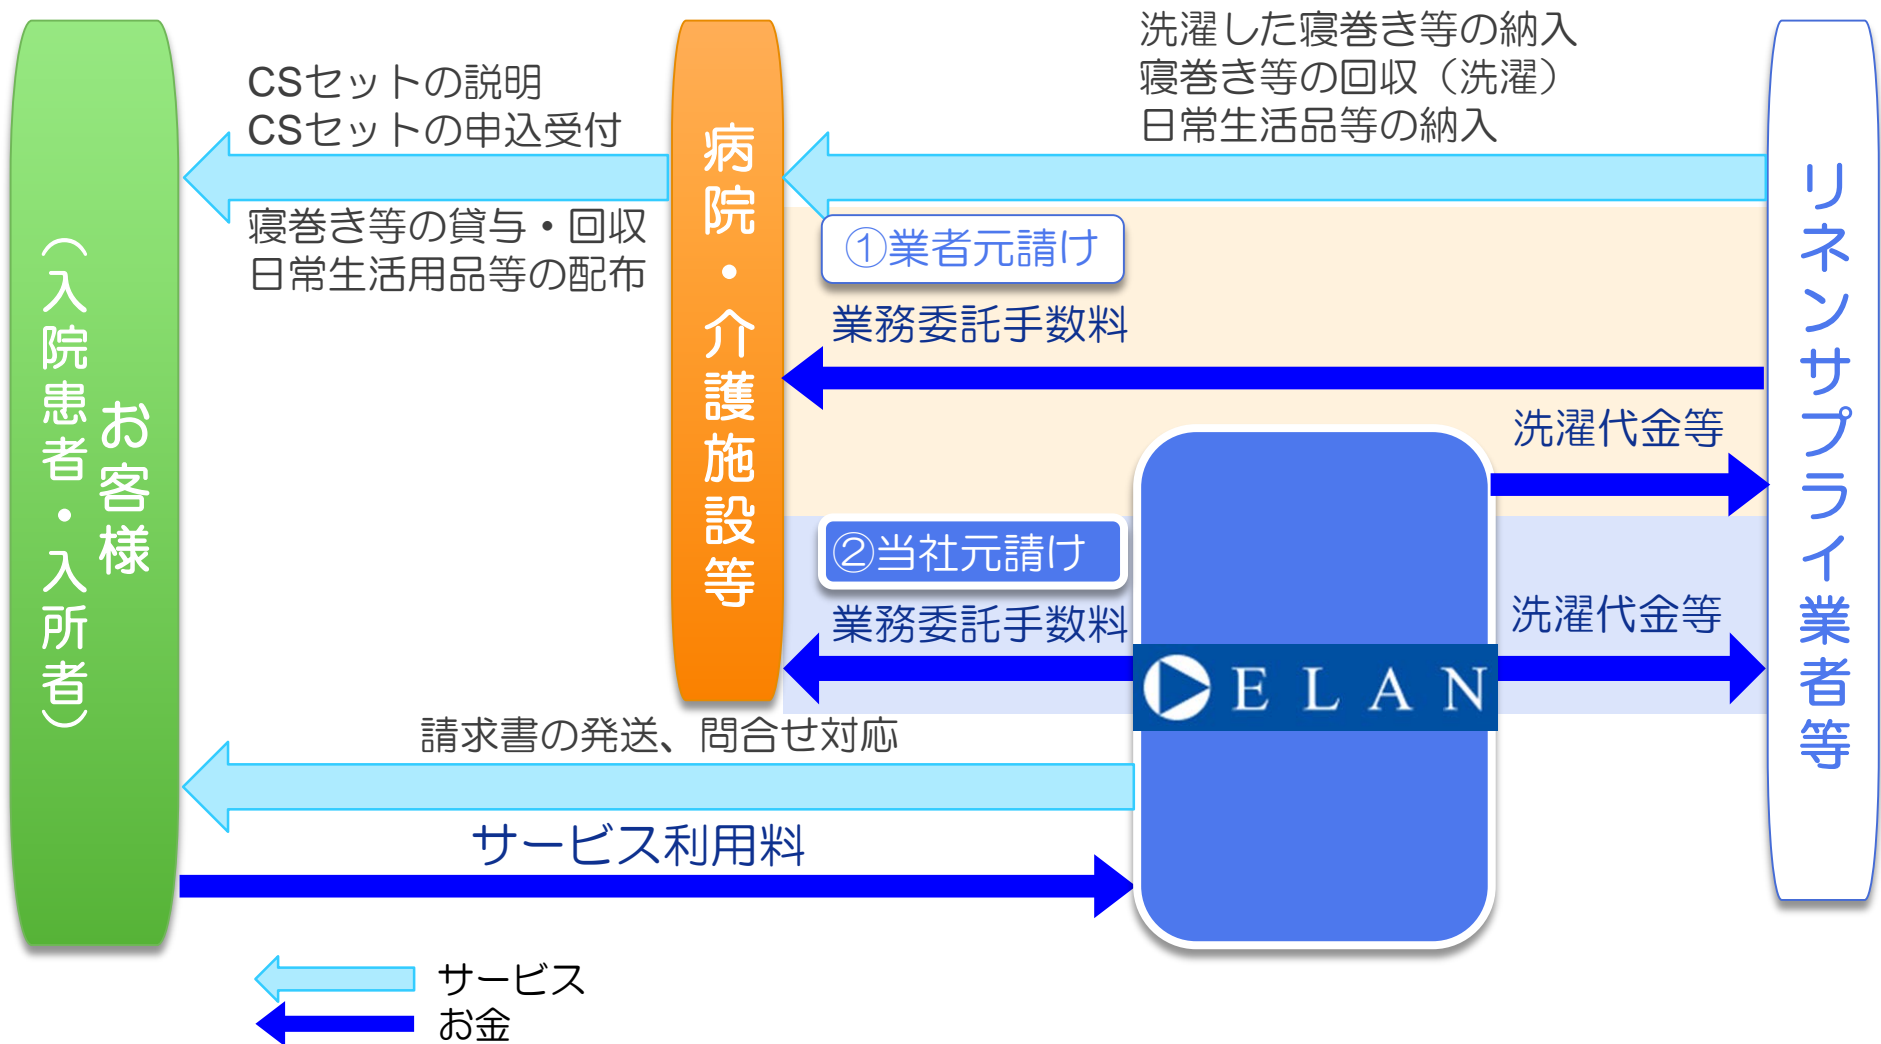 お客様
（入院患者・入所者）
CSセットの説明
CSセットの申込受付
寝巻き等の貸与・回収
日常生活用品等の配布
病院・介護施設等
洗濯した寝巻き等の納入
寝巻き等の回収（洗濯）
日常生活品等の納入
リネンサプライ業者等
①業者元請け
業務委託手数料
洗濯代金等
②当社元請け
業務委託手数料
洗濯代金等
ELAN
請求書の発送、問合せ対応
サービス利用料
サービス
お金